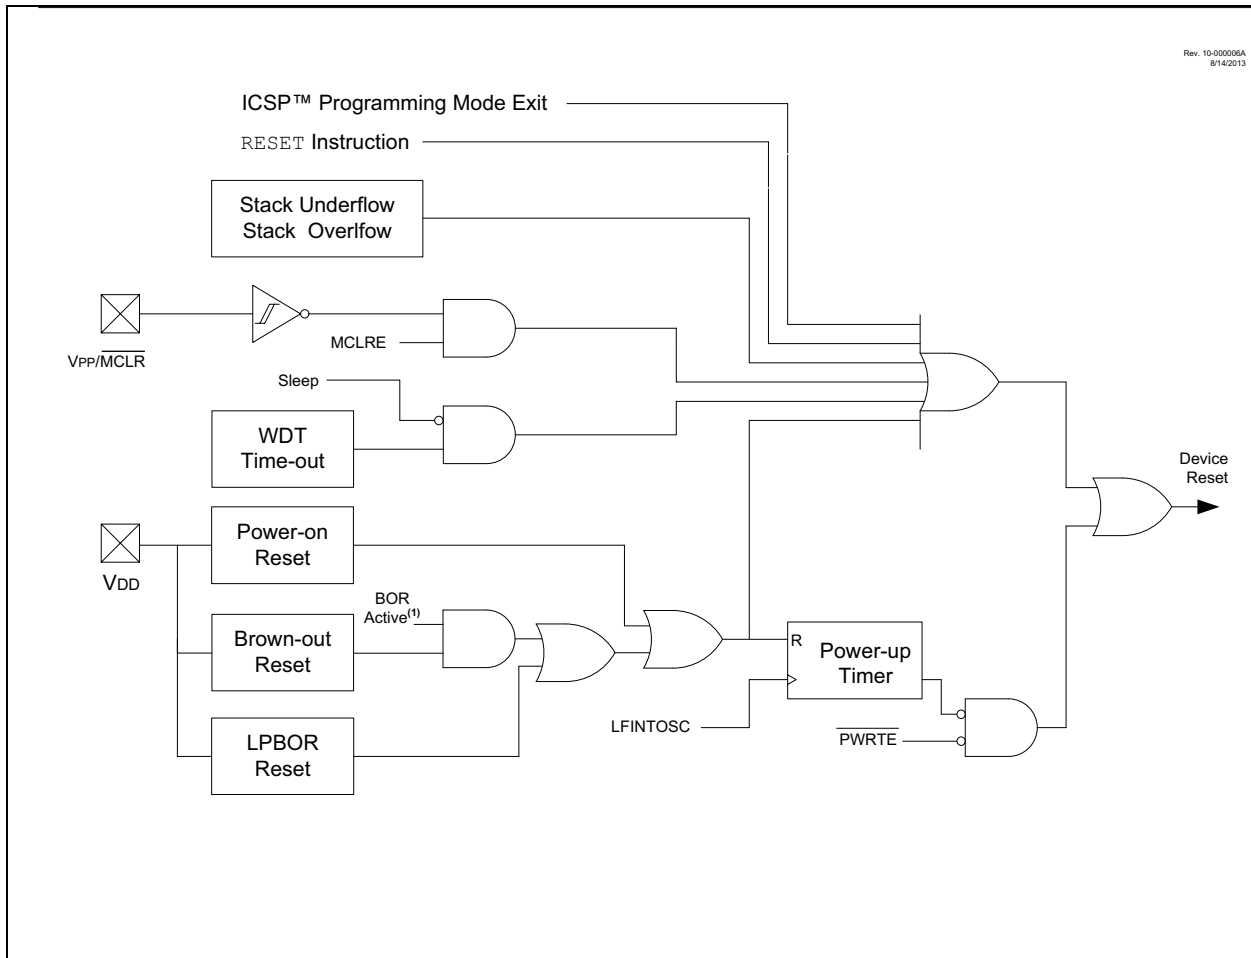 Rev. 10-000006A
8/14/2013
ICSP™ Programming Mode Exit
RESET Instruction
Stack Underflow
Stack Overlfow
VPP/MCLR
MCLRE
Sleep
WDT
Time-out
Device
Reset
VDD
Power-on
Reset
BOR
Active(1)
Brown-out
Reset
R
Power-up
Timer
LFINTOSC
PWRTE
LPBOR
Reset